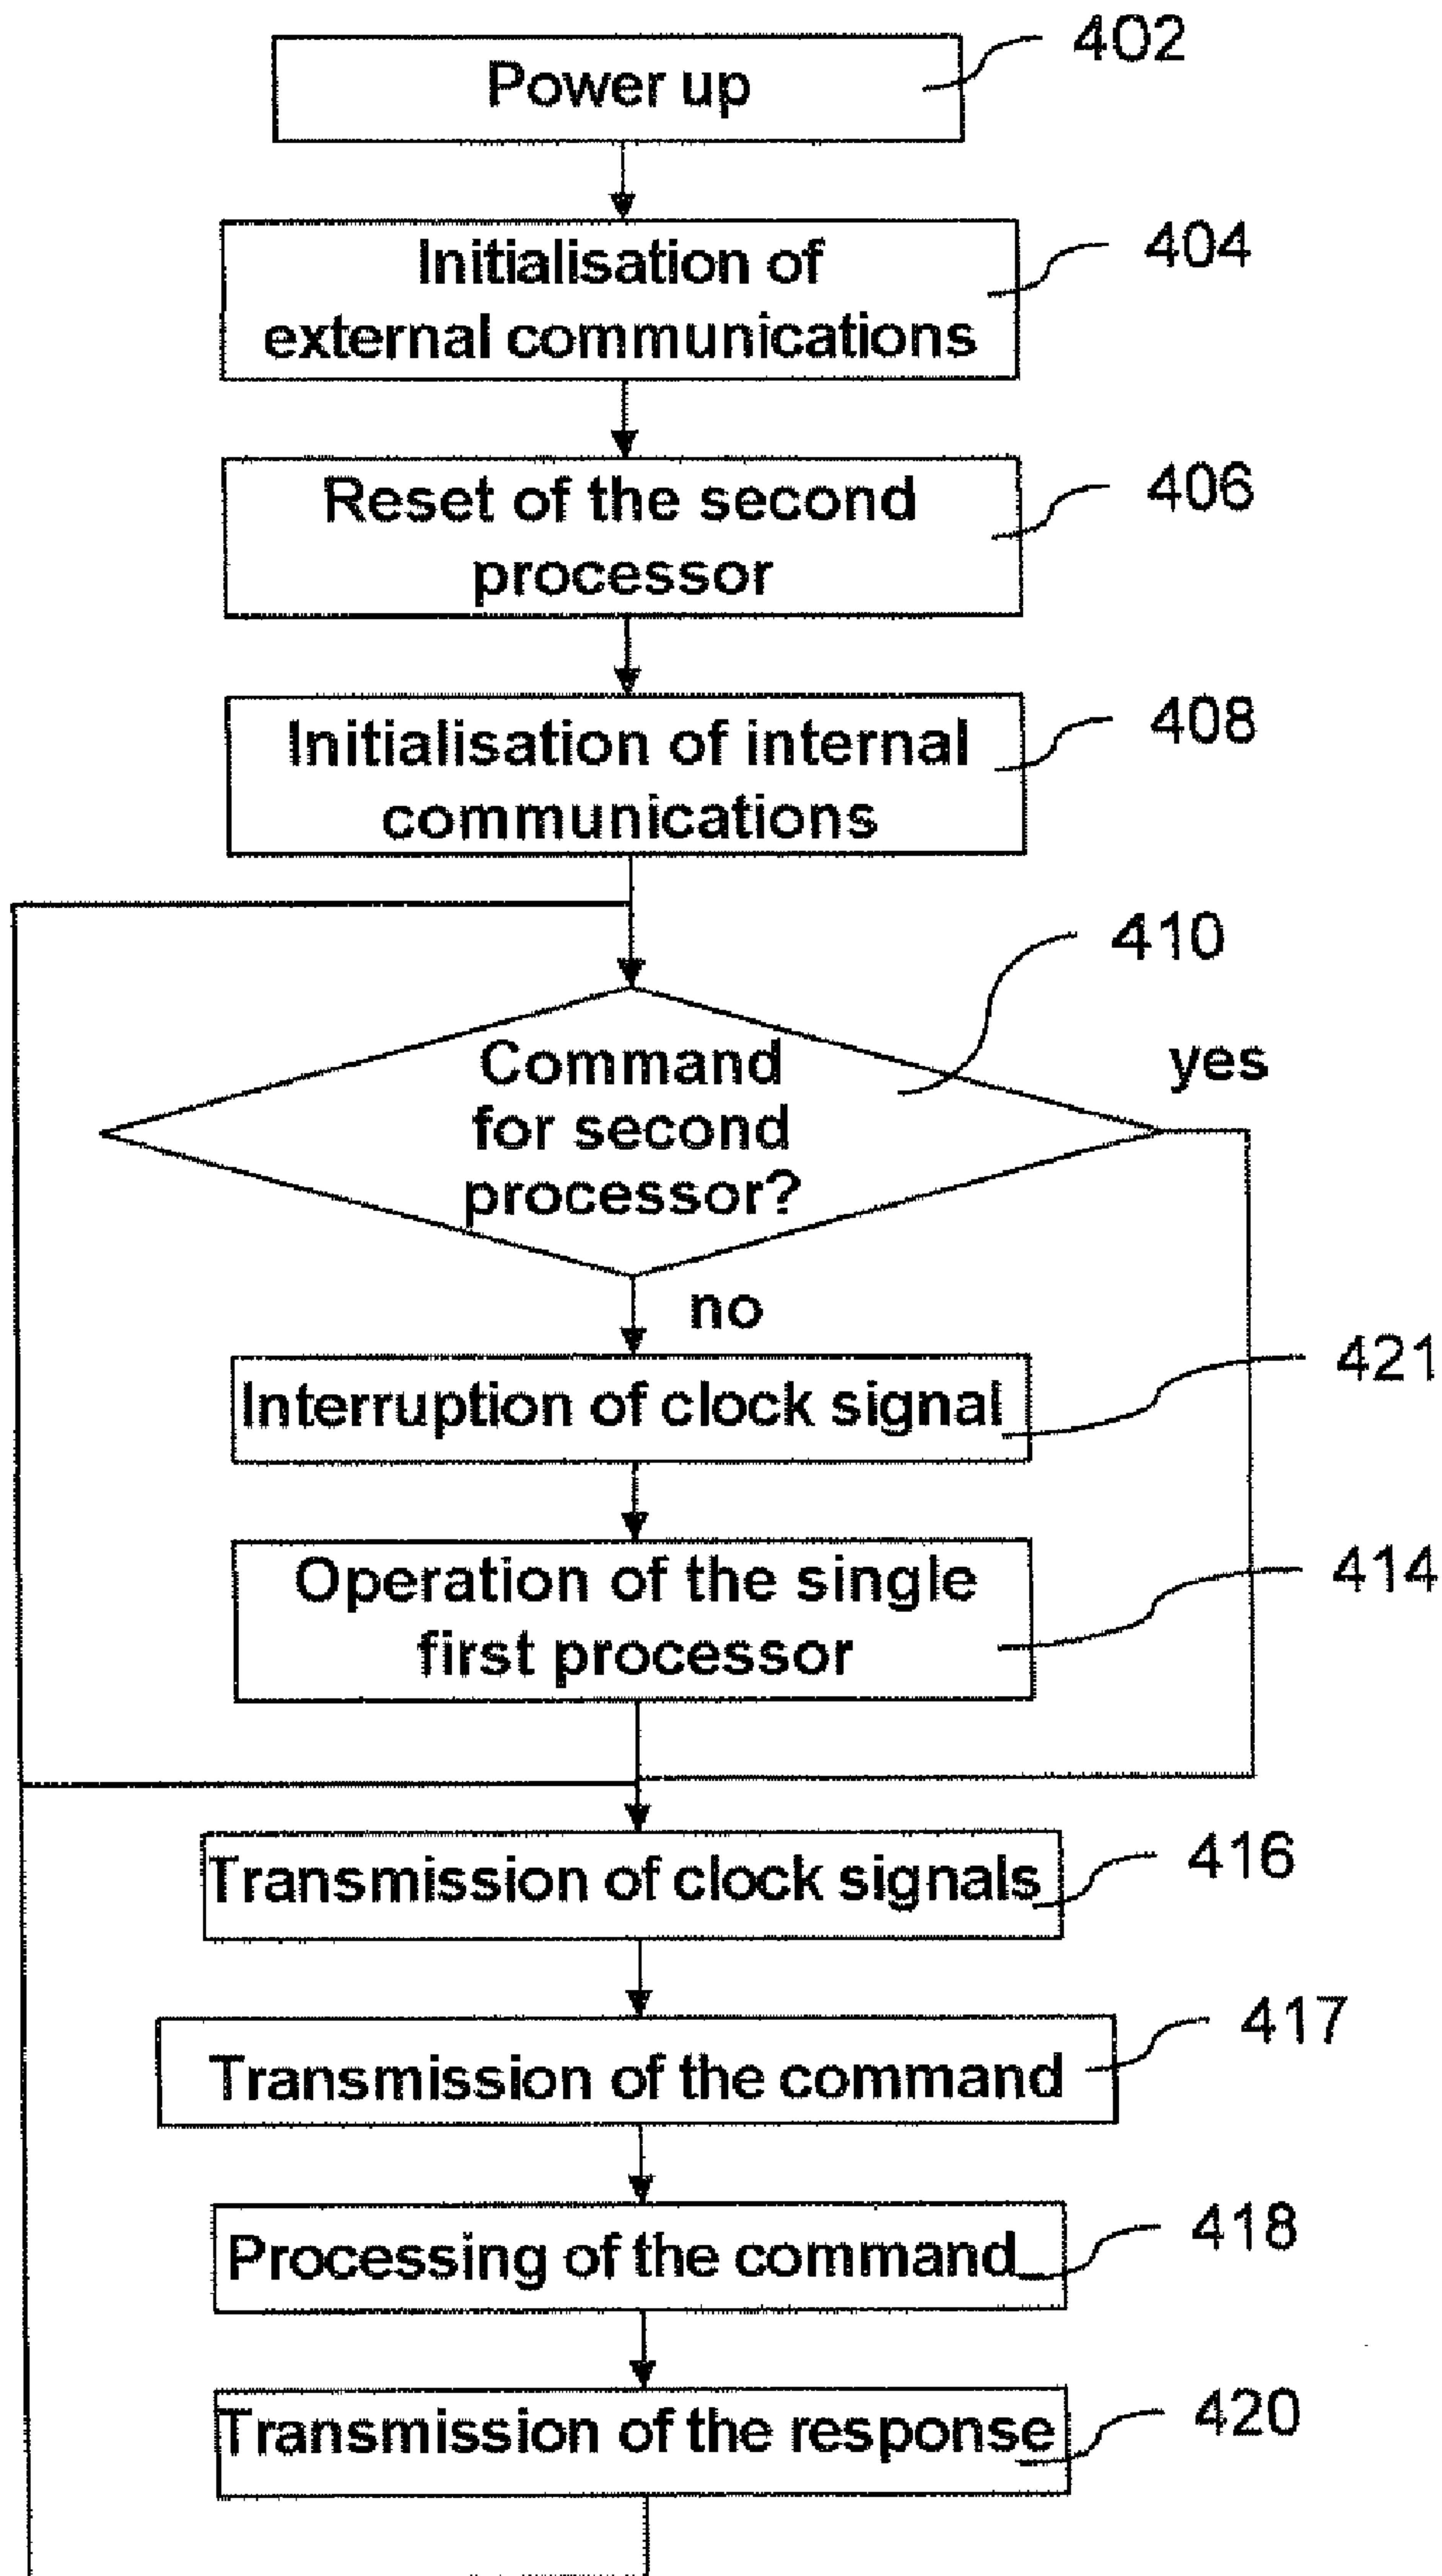 Power up
402
Initialisation of
external communications
404
Reset of the second
processor
406
Initialisation of internal
communications
408
410
Command
for second
processor?
yes
no
Interruption of clock signal
421
Operation of the single
first processor
414
Transmission of clock signals
416
Transmission of the command
417
Processing of the command
418
Transmission of the response
420